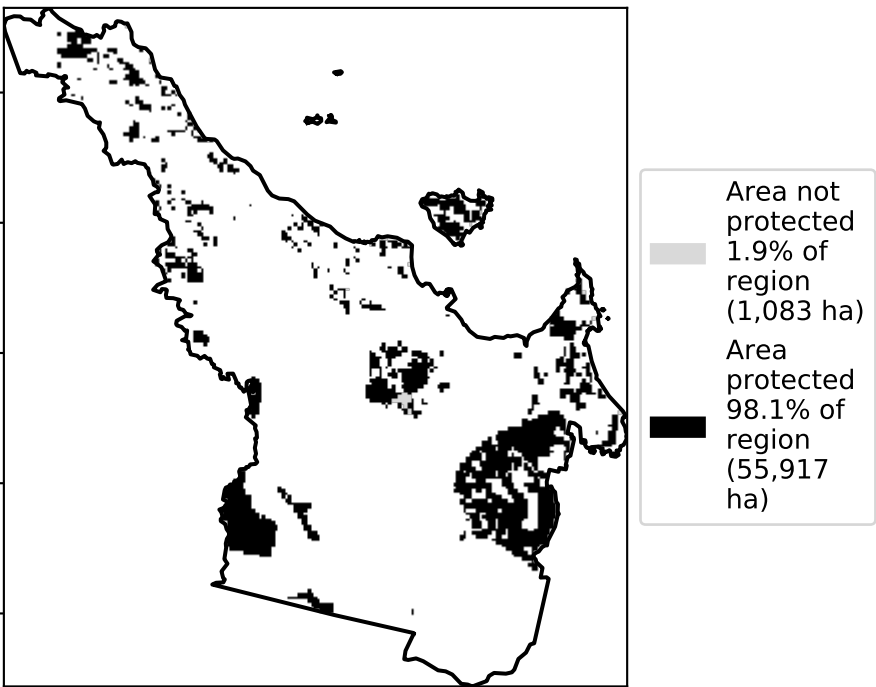 Area not
protected
1.9% of
region
(1,083 ha)
Area
protected
98.1% of
region
(55,917
ha)